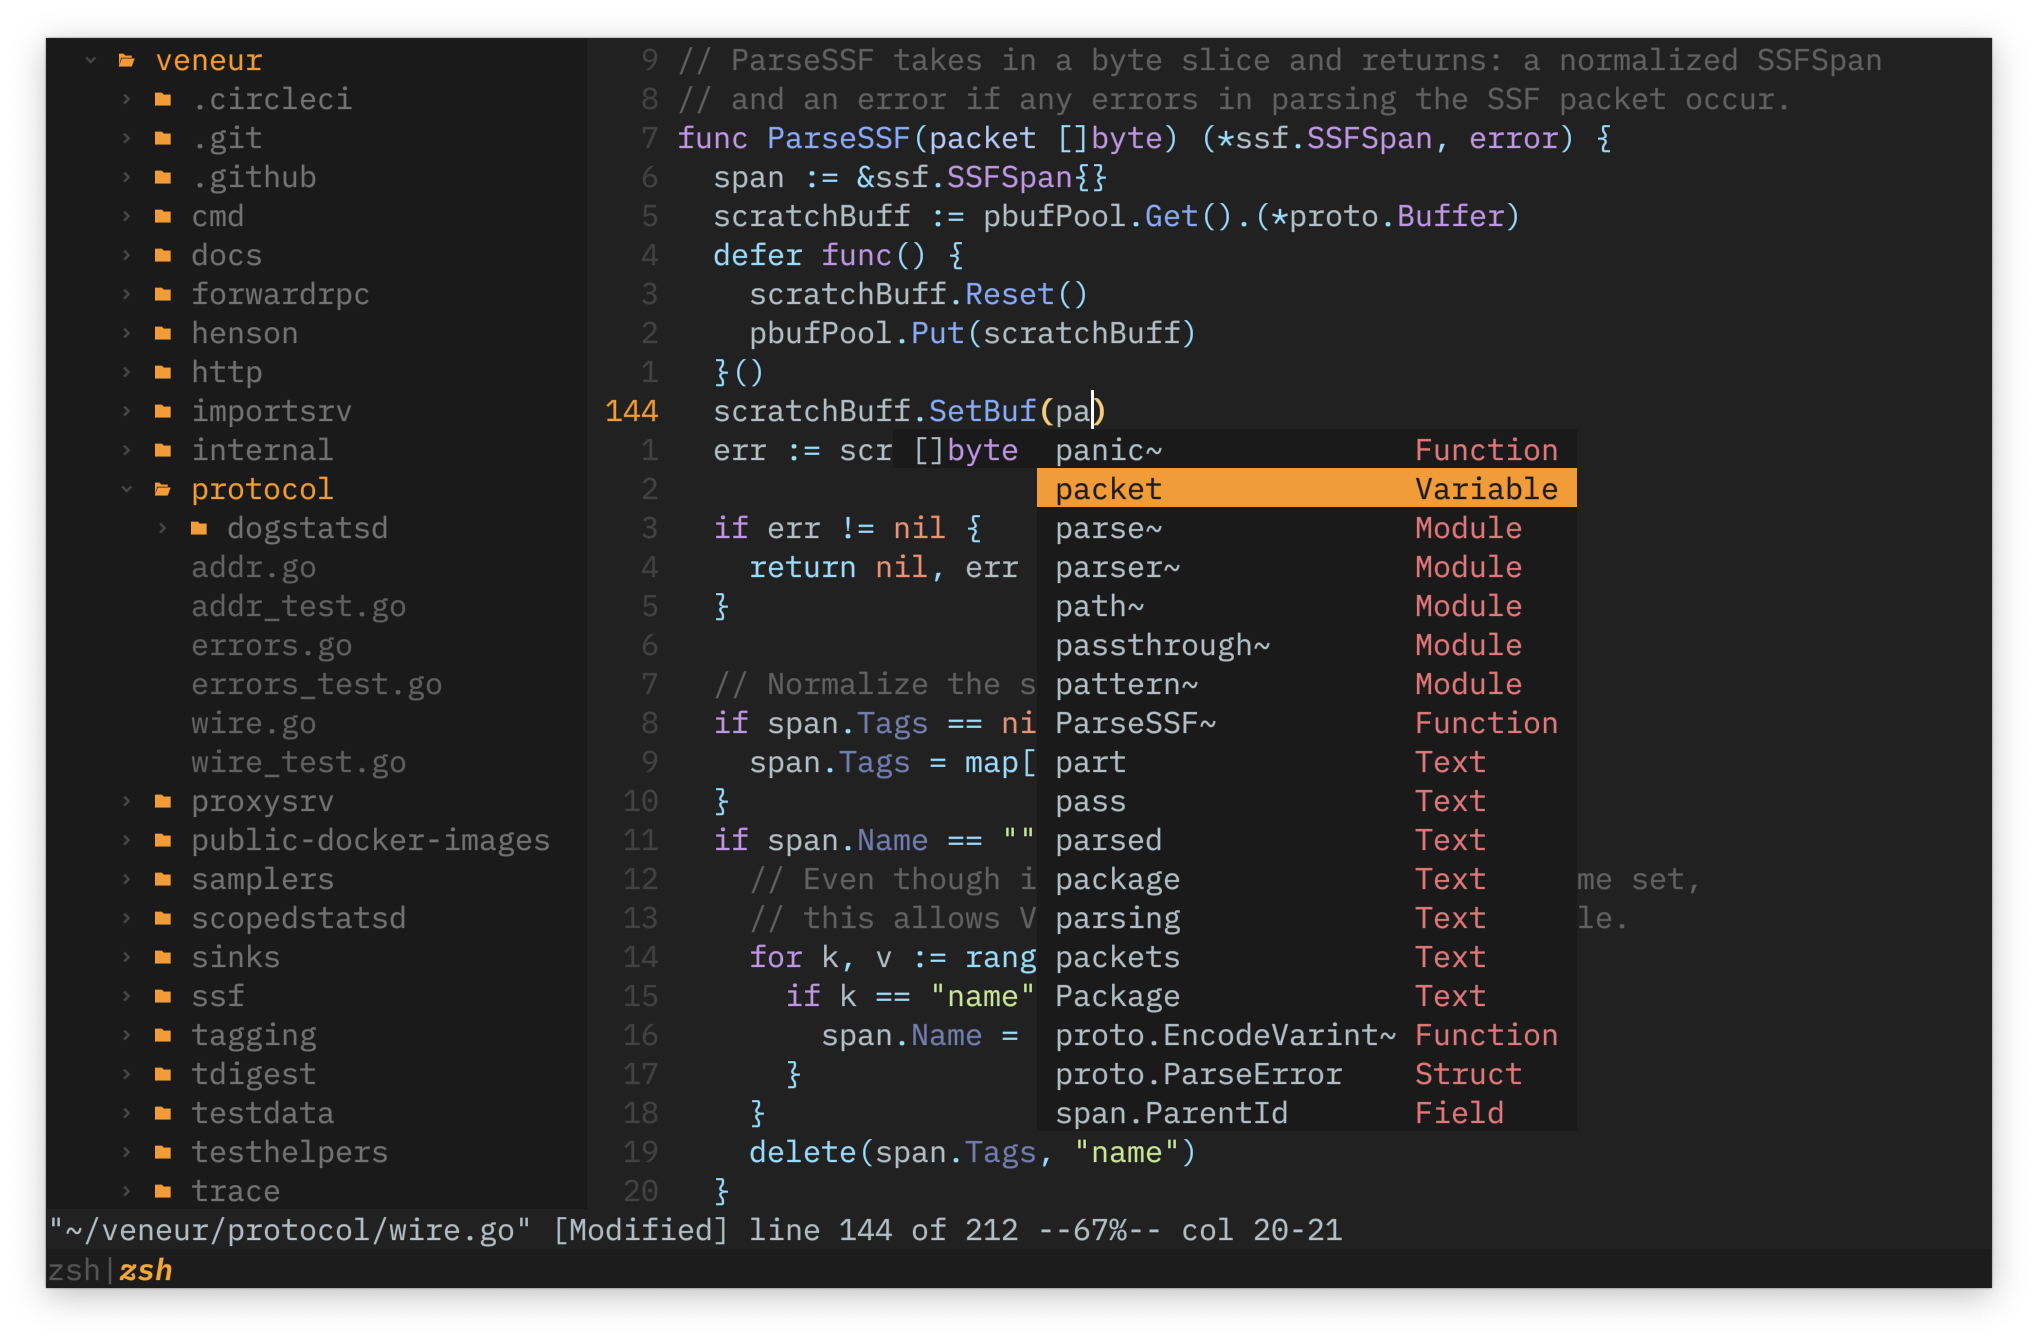 veneur
.circleci
.git
.github
cmd
docs
forwardrpc
henson
http
importsrv
internal
protocol
dogstatsd
addr.go
addr_test.go
errors.go
errors_test.go
wire.go
wire_test.go
proxysrv
public-docker-images
samplers
scopedstatsd
sinks
ssf
tagging
tdigest
testdata
testhelpers
trace
9 // ParseSSF takes in a byte slice and returns: a normalized SSFSpan
8 // and an error if any errors in parsing the SSF packet occur.
7 func ParseSSF(packet []byte) (*ssf.SSFSpan, error) {
6 span := &ssf.SSFSpan{}
5 scratchBuff := pbufPool.Get().(*proto.Buffer)
4 defer func() {
3 scratchBuff.Reset()
2 pbufPool.Put(scratchBuff)
1 }()
144 scratchBuff.SetBuf(pa)
1 err := scr []byte
2
3 if err != nil {
4 return nil, err
5 }
6
7 // Normalize the s
8 if span.Tags == ni
9 span.Tags = map[
10 }
11 if span.Name == ""
12 // Even though i me set,
13 // this allows V le.
14 for k, v := rang
15 if k == "name"
16 span.Name =
17 }
18 }
19 delete(span.Tags, "name")
20 }
panic~ Function
packet Variable
parse~ Module
parser~ Module
path~ Module
passthrough~ Module
pattern~ Module
ParseSSF~ Function
part Text
pass Text
parsed Text
package Text
parsing Text
packets Text
Package Text
proto.EncodeVarint~ Function
proto.ParseError Struct
span.ParentId Field
"~/veneur/protocol/wire.go" [Modified] line 144 of 212 --67%-- col 20-21
zsh|zsh